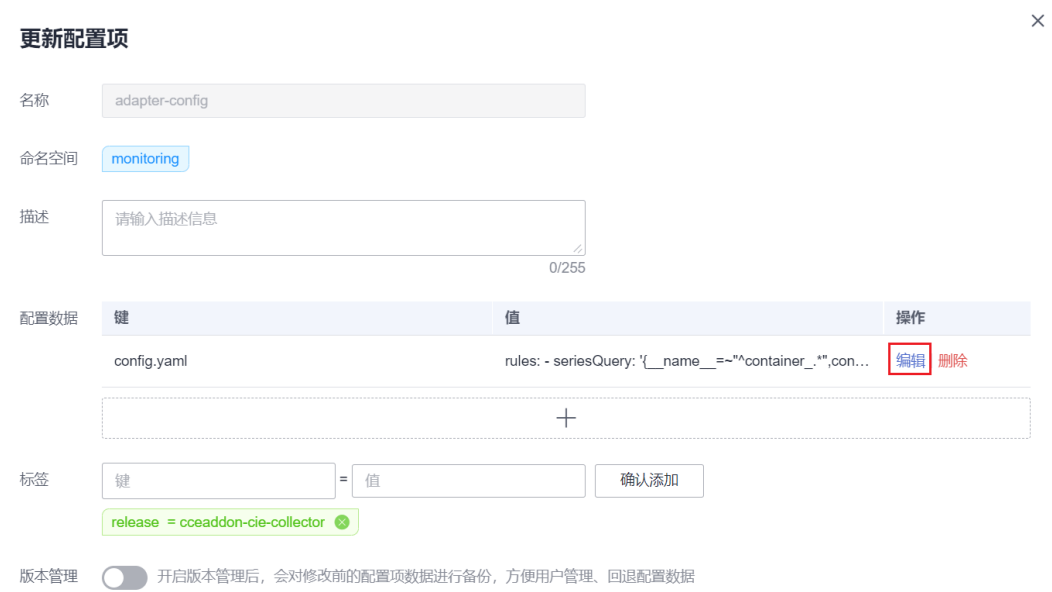 更新配置项
名称 adapter-config
命名空间 monitoring
描述 请输入描述信息
0/255
配置数据 键 值 操作
config.yaml rules: - seriesQuery: '{__name__=~"^container_.*",con... 编辑 删除
标签 键 = 值 确认添加
release = cceaddon-cie-collector
版本管理 开启版本管理后，会对修改前的配置项数据进行备份，方便用户管理、回退配置数据